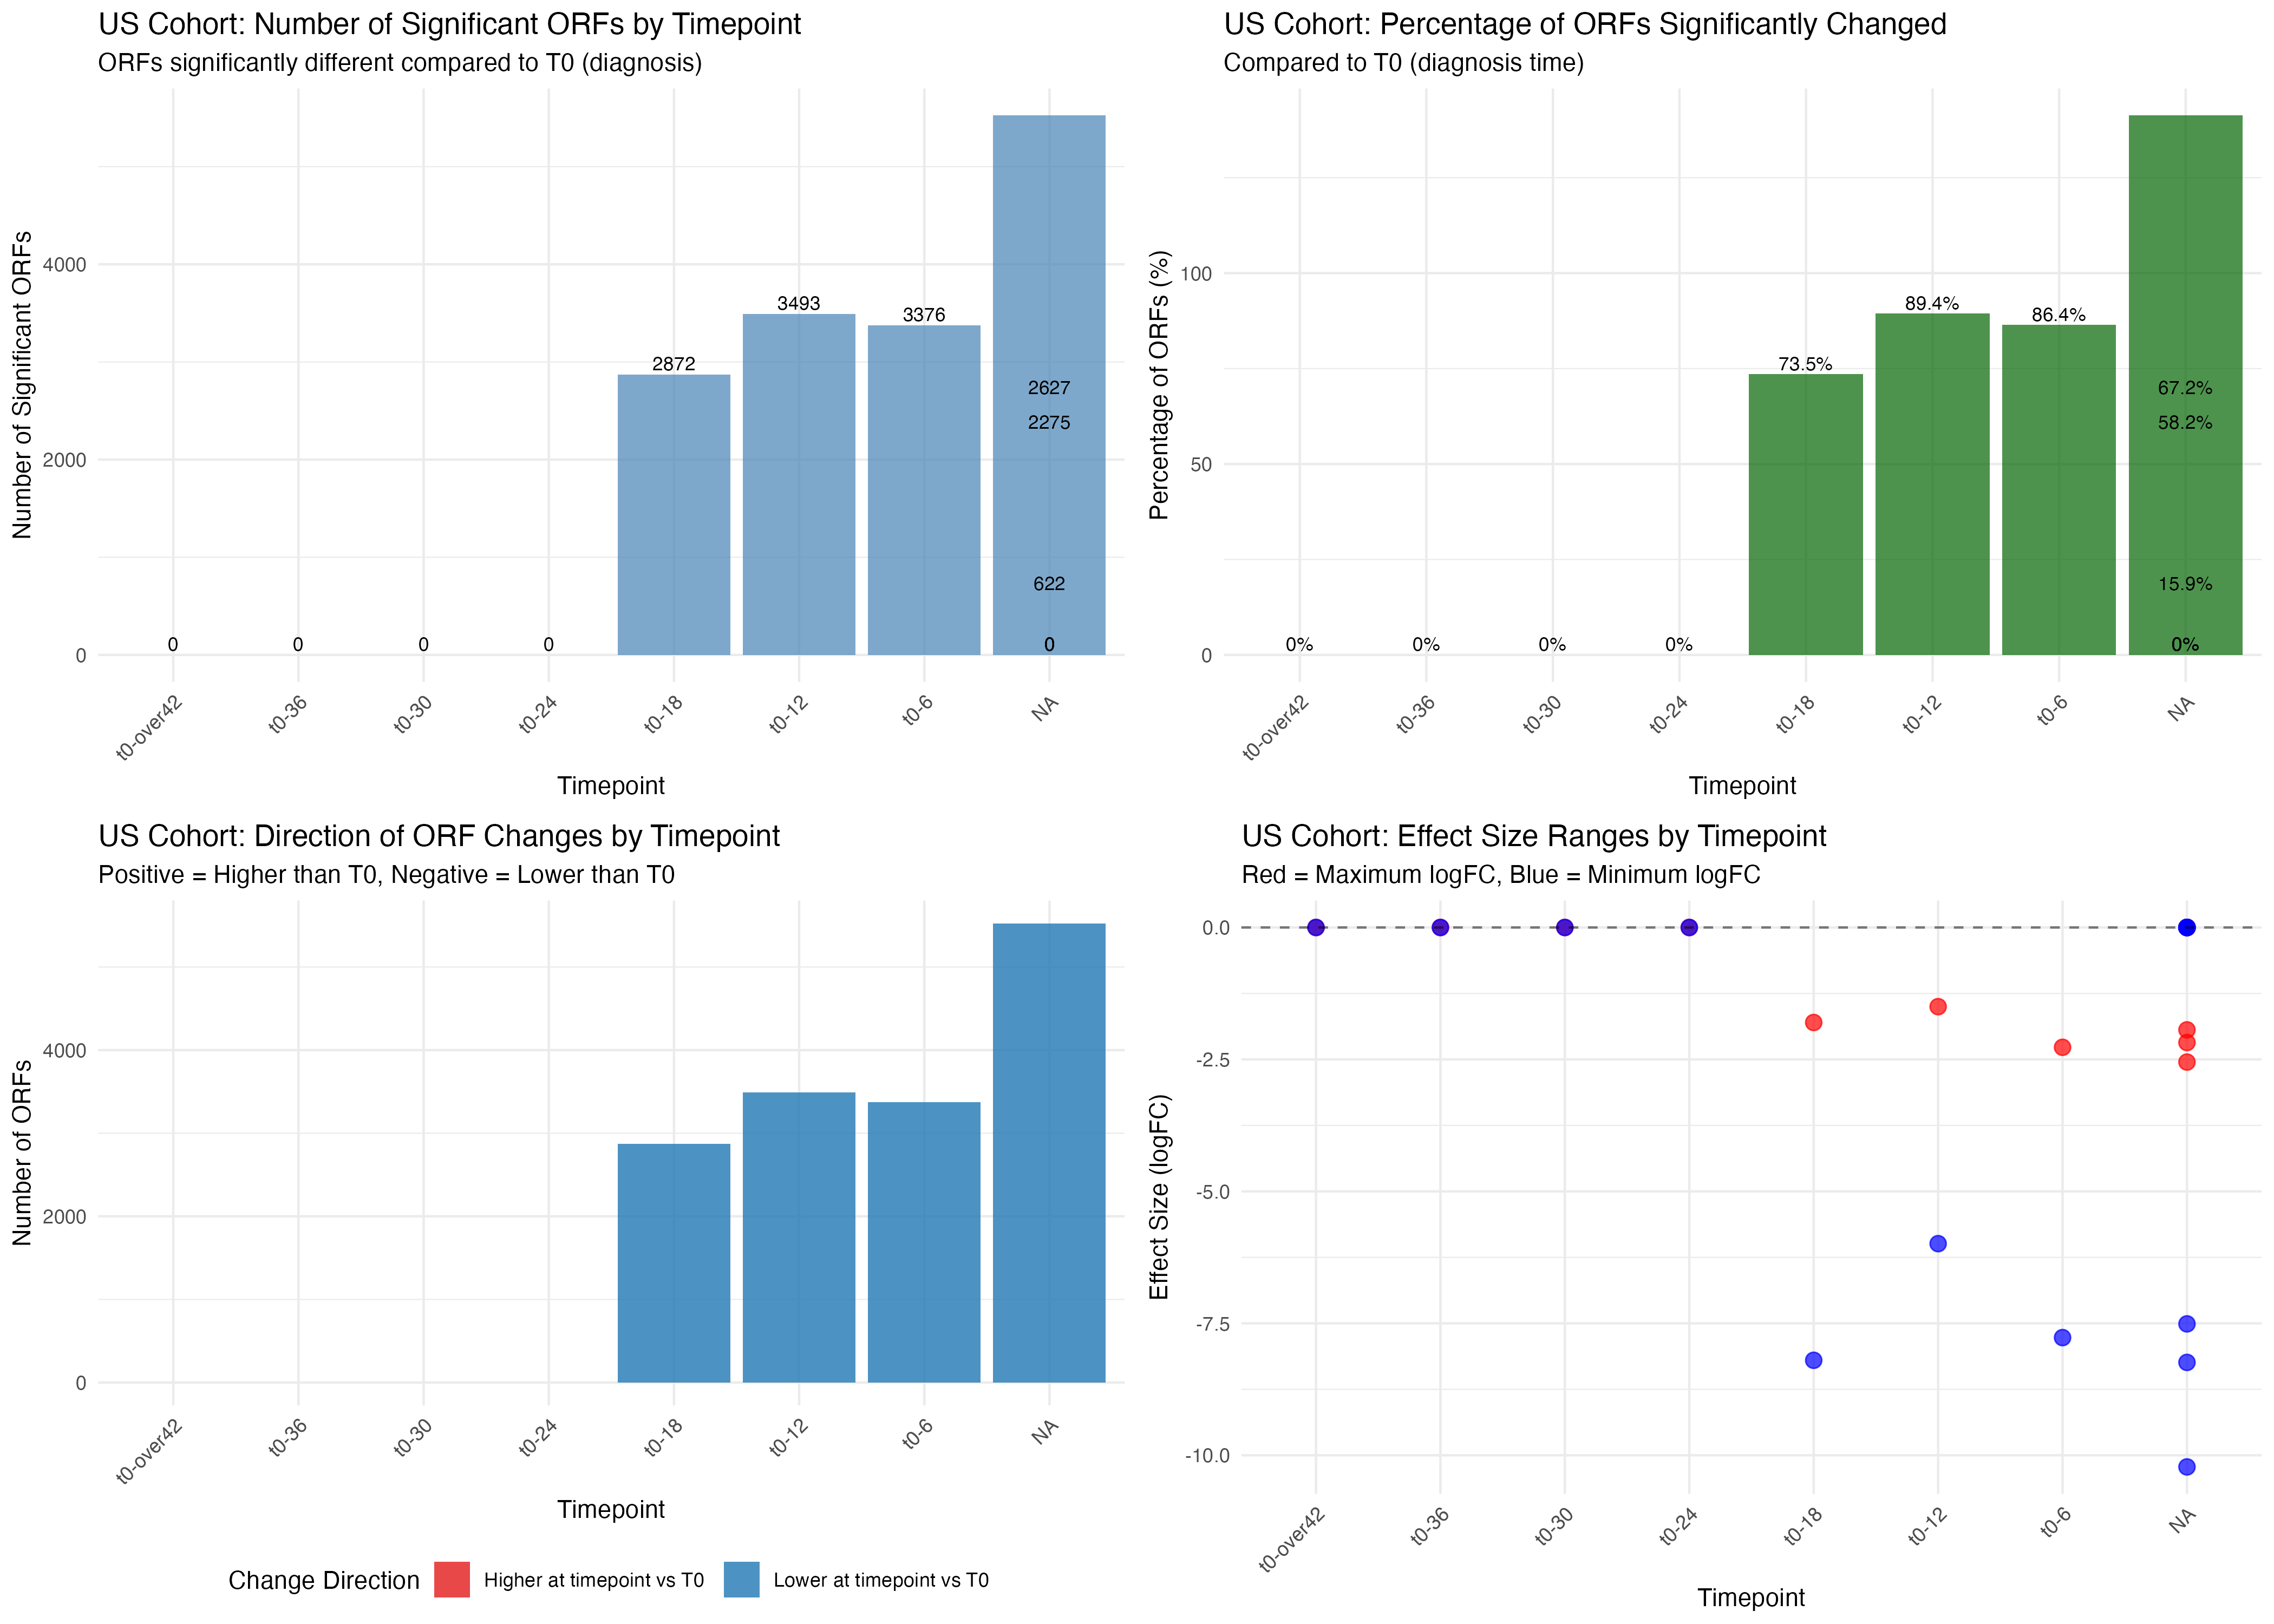 US Cohort: Number of Significant ORFs by Timepoint
ORFs significantly different compared to T0 (diagnosis)
Number of Significant ORFs
4000
2000
0
0
0
0
0
2872
3493
3376
2627
2275
622
0
t0-over42
t0-36
t0-30
t0-24
t0-18
t0-12
t0-6
NA
Timepoint
US Cohort: Percentage of ORFs Significantly Changed
Compared to T0 (diagnosis time)
Percentage of ORFs (%)
100
50
0
0%
0%
0%
0%
73.5%
89.4%
86.4%
67.2%
58.2%
15.9%
0%
t0-over42
t0-36
t0-30
t0-24
t0-18
t0-12
t0-6
NA
Timepoint
US Cohort: Direction of ORF Changes by Timepoint
Positive = Higher than T0, Negative = Lower than T0
Number of ORFs
4000
2000
0
t0-over42
t0-36
t0-30
t0-24
t0-18
t0-12
t0-6
NA
Timepoint
Change Direction
Higher at timepoint vs T0
Lower at timepoint vs T0
US Cohort: Effect Size Ranges by Timepoint
Red = Maximum logFC, Blue = Minimum logFC
Effect Size (logFC)
0.0
-2.5
-5.0
-7.5
-10.0
t0-over42
t0-36
t0-30
t0-24
t0-18
t0-12
t0-6
NA
Timepoint